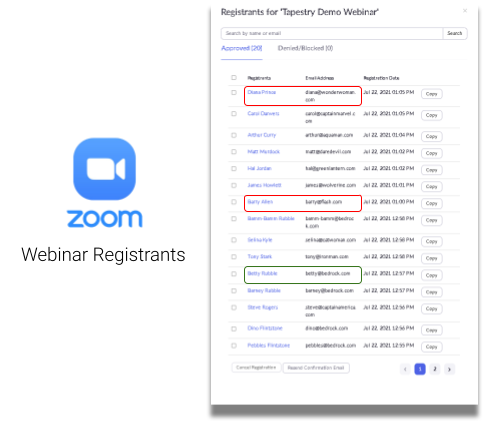 Registrants for 'Tapestry Demo Webinar'
×
Search by name or email
Search
Approved (20) Denied/Blocked (0)
Registrants Email Address Registration Date
Diana Prince diana@wonderwoman.com Jul 22, 2021 01:05 PM Copy
Carol Danvers carol@captainmarvel.com Jul 22, 2021 01:05 PM Copy
Arthur Curry arthur@aquaman.com Jul 22, 2021 01:04 PM Copy
Matt Murdock matt@daredevil.com Jul 22, 2021 01:02 PM Copy
Hal Jordan hal@greenlantern.com Jul 22, 2021 01:01 PM Copy
James Howlett james@wolverine.com Jul 22, 2021 01:01 PM Copy
Barry Allen barry@flash.com Jul 22, 2021 01:00 PM Copy
Bamm-Bamm Rubble bamm-bamm@bedrock.com Jul 22, 2021 12:58 PM Copy
Selina Kyle selina@catwoman.com Jul 22, 2021 12:58 PM Copy
Tony Stark tony@ironman.com Jul 22, 2021 12:58 PM Copy
Betty Rubble betty@bedrock.com Jul 22, 2021 12:57 PM Copy
Barney Rubble barney@bedrock.com Jul 22, 2021 12:57 PM Copy
Steve Rogers steve@captainamerica.com Jul 22, 2021 12:56 PM Copy
Dino Flintstone dino@bedrock.com Jul 22, 2021 12:56 PM Copy
Pebbles Flintstone pebbles@bedrock.com Jul 22, 2021 12:55 PM Copy
Cancel Registration Resend Confirmation Email
‹ 1 2 ›
zoom
Webinar Registrants